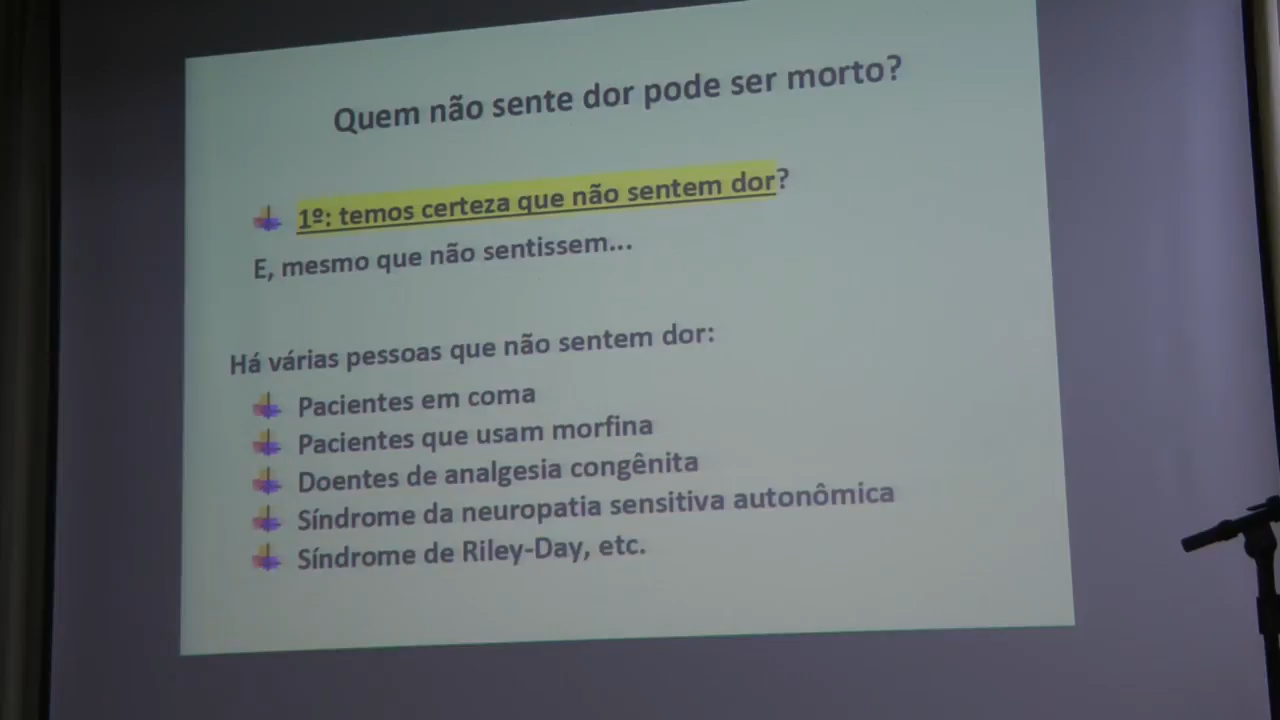 Quem não sente dor pode ser morto?
1º: temos certeza que não sentem dor?
E, mesmo que não sentissem...
Há várias pessoas que não sentem dor:
Pacientes em coma
Pacientes que usam morfina
Doentes de analgesia congênita
Síndrome da neuropatia sensitiva autonômica
Síndrome de Riley-Day, etc.